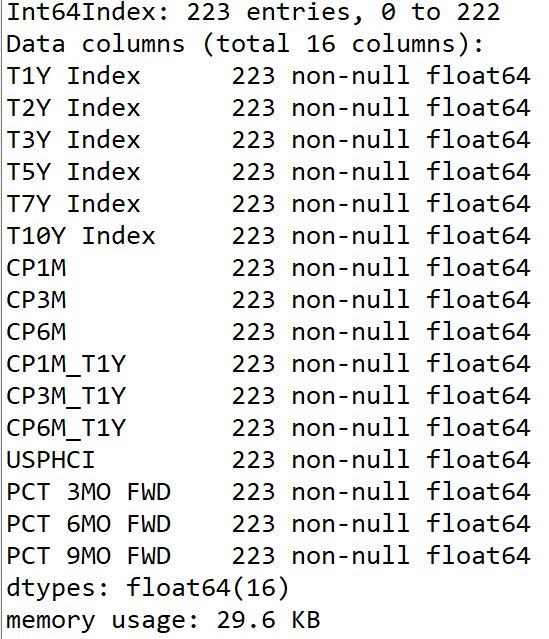 Int64Index: 223 entries, 0 to 222
Data columns (total 16 columns):
T1Y Index      223 non-null float64
T2Y Index      223 non-null float64
T3Y Index      223 non-null float64
T5Y Index      223 non-null float64
T7Y Index      223 non-null float64
T10Y Index     223 non-null float64
CP1M           223 non-null float64
CP3M           223 non-null float64
CP6M           223 non-null float64
CP1M_T1Y       223 non-null float64
CP3M_T1Y       223 non-null float64
CP6M_T1Y       223 non-null float64
USPHCI         223 non-null float64
PCT 3MO FWD    223 non-null float64
PCT 6MO FWD    223 non-null float64
PCT 9MO FWD    223 non-null float64
dtypes: float64(16)
memory usage: 29.6 KB